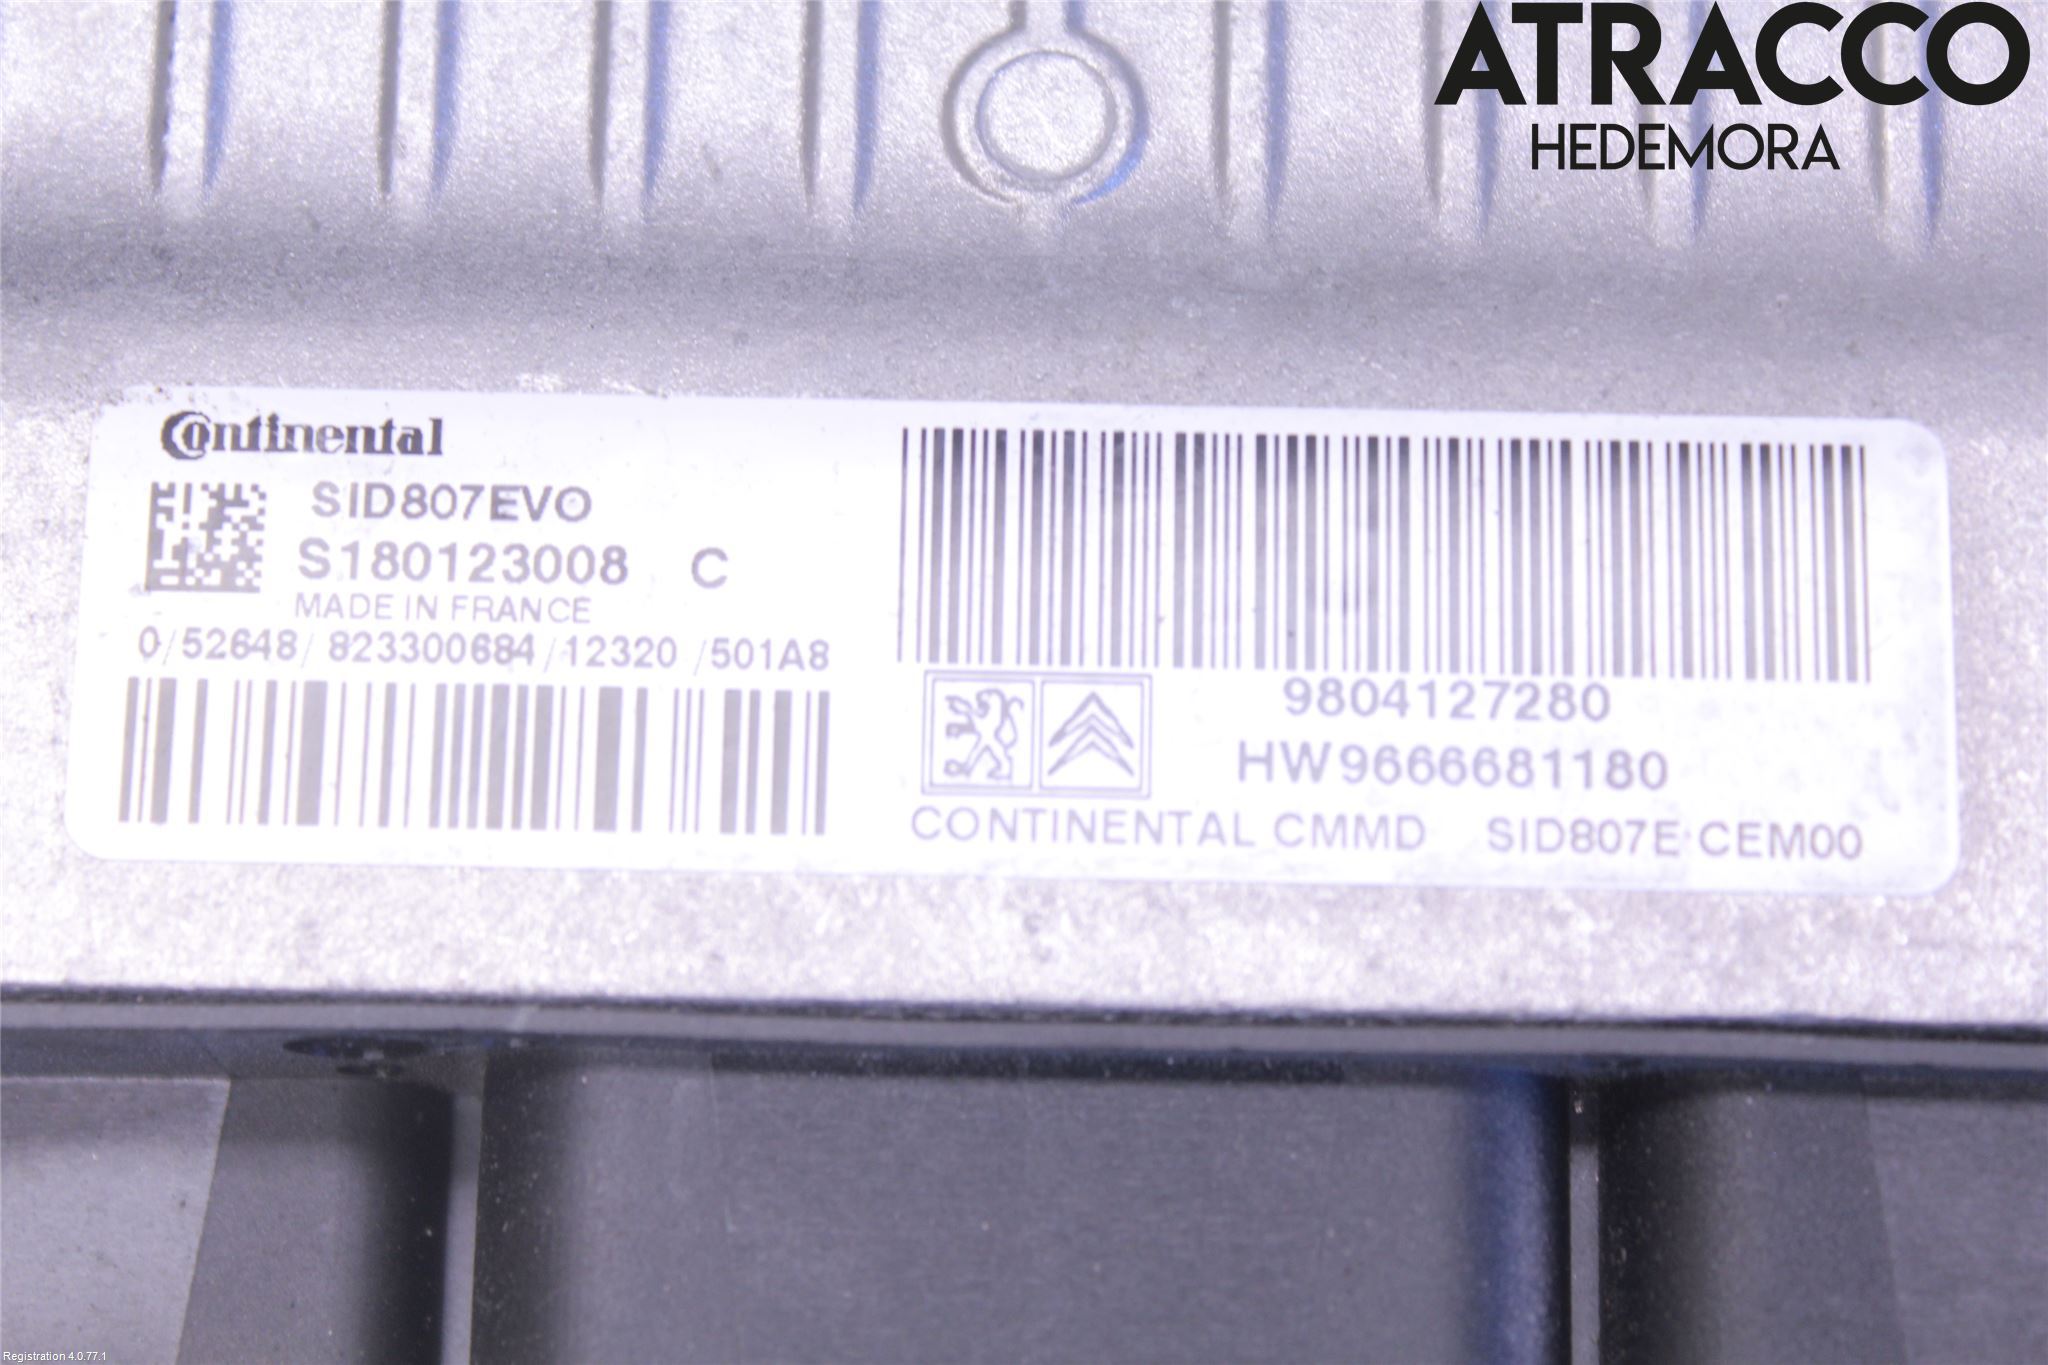 ATRACCO
HEDEMORA
Continental
SID807EVO
S180123008 C
MADE IN FRANCE
0/52648/823300684/12320/501A8
9804127280
HW9666681180
CONTINENTAL CMMD SID807E CEM00
Registration 4.0.77.1